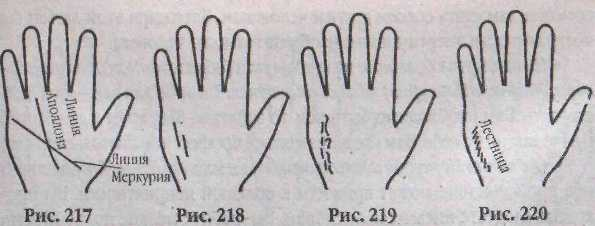 Линия
Аполлона
Линия
Меркурия
Лестница
Рис. 217
Рис. 218
Рис. 219
Рис. 220